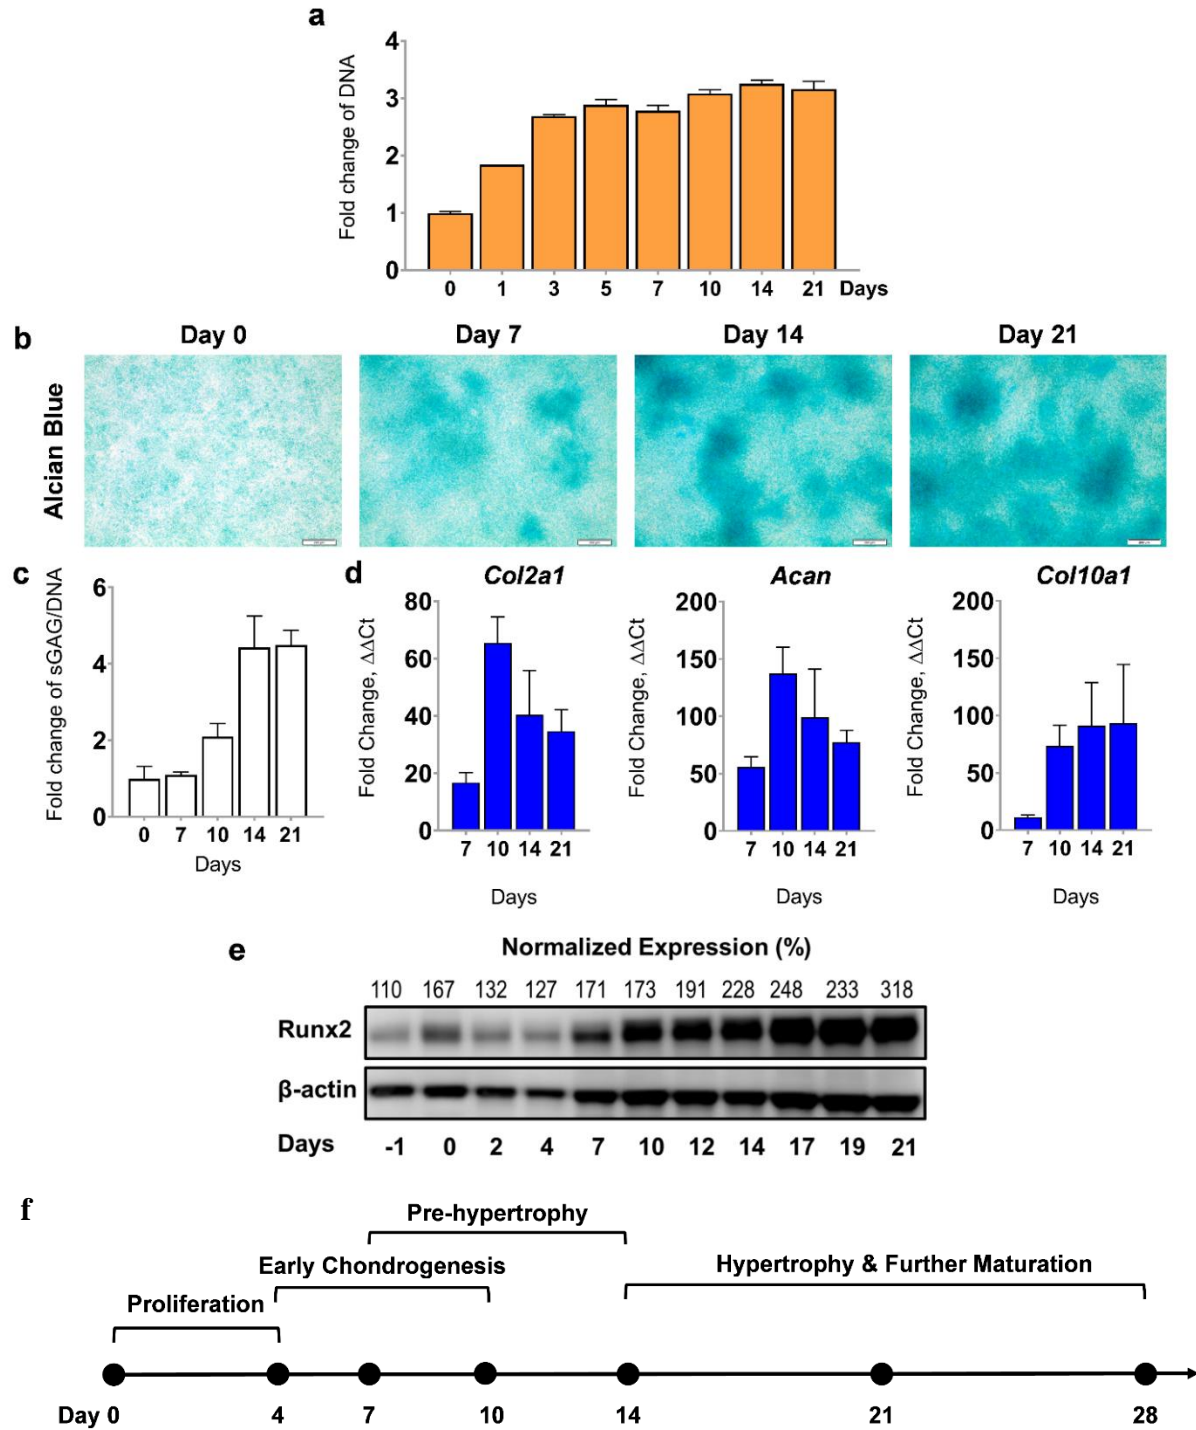 a
Fold change of DNA
4
3
2
1
0
0 1 3 5 7 10 14 21 Days
b
Day 0 Day 7 Day 14 Day 21
Alcian Blue
c
Fold change of sGAG/DNA
6
4
2
0
0 7 10 14 21
Days
d
Col2a1
Fold Change, ΔΔCt
80
60
40
20
0
7 10 14 21
Days
Acan
Fold Change, ΔΔCt
200
150
100
50
0
7 10 14 21
Days
Col10a1
Fold Change, ΔΔCt
200
150
100
50
0
7 10 14 21
Days
e
Normalized Expression (%)
110 167 132 127 171 173 191 228 248 233 318
Runx2
β-actin
Days -1 0 2 4 7 10 12 14 17 19 21
f
Pre-hypertrophy
Early Chondrogenesis
Hypertrophy & Further Maturation
Proliferation
Day 0 4 7 10 14 21 28